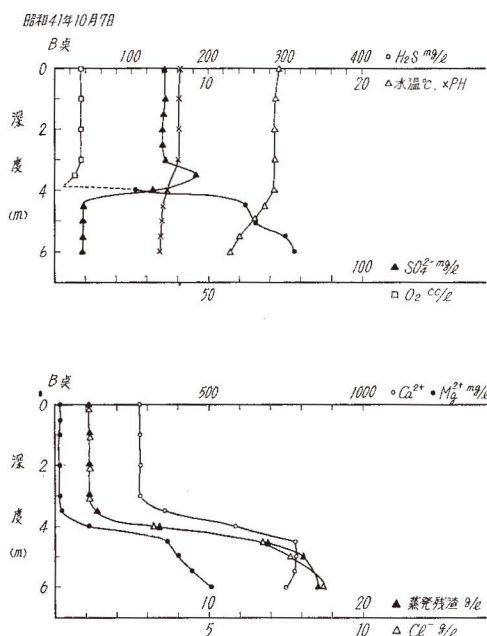 昭和41年10月7日
B点
100 200 300 400 ○ H₂S mg/l
0 10 20 △水温℃. ×PH
0
2
4
6
深度(m)
100 ▲ SO₄²⁻ mg/l
50 □ O₂ cc/l
B点
500 1000 ○ Ca²⁺ ● Mg²⁺ mg/l
0
2
4
6
深度(m)
10 20 ▲ 蒸発残渣 g/l
5 10 △ Cl⁻ g/l